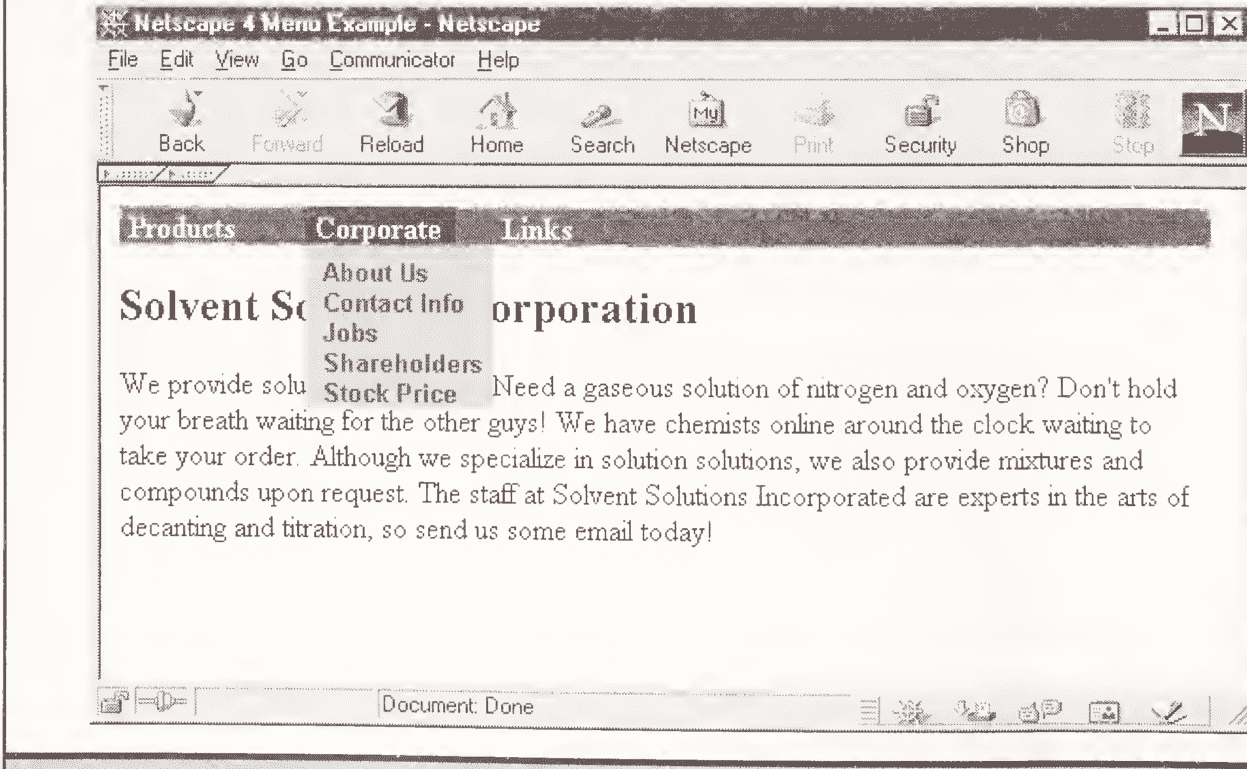 Netscape 4 Menu Example - Netscape
File Edit View Go Communicator Help
Back Forward Reload Home Search Netscape Print Security Shop Stop
My
N
Products Corporate Links
About Us
Contact Info
Jobs
Shareholders
Stock Price
Solvent So orporation
We provide solu Need a gaseous solution of nitrogen and oxygen? Don't hold
your breath waiting for the other guys! We have chemists online around the clock waiting to
take your order. Although we specialize in solution solutions, we also provide mixtures and
compounds upon request. The staff at Solvent Solutions Incorporated are experts in the arts of
decanting and titration, so send us some email today!
Document: Done